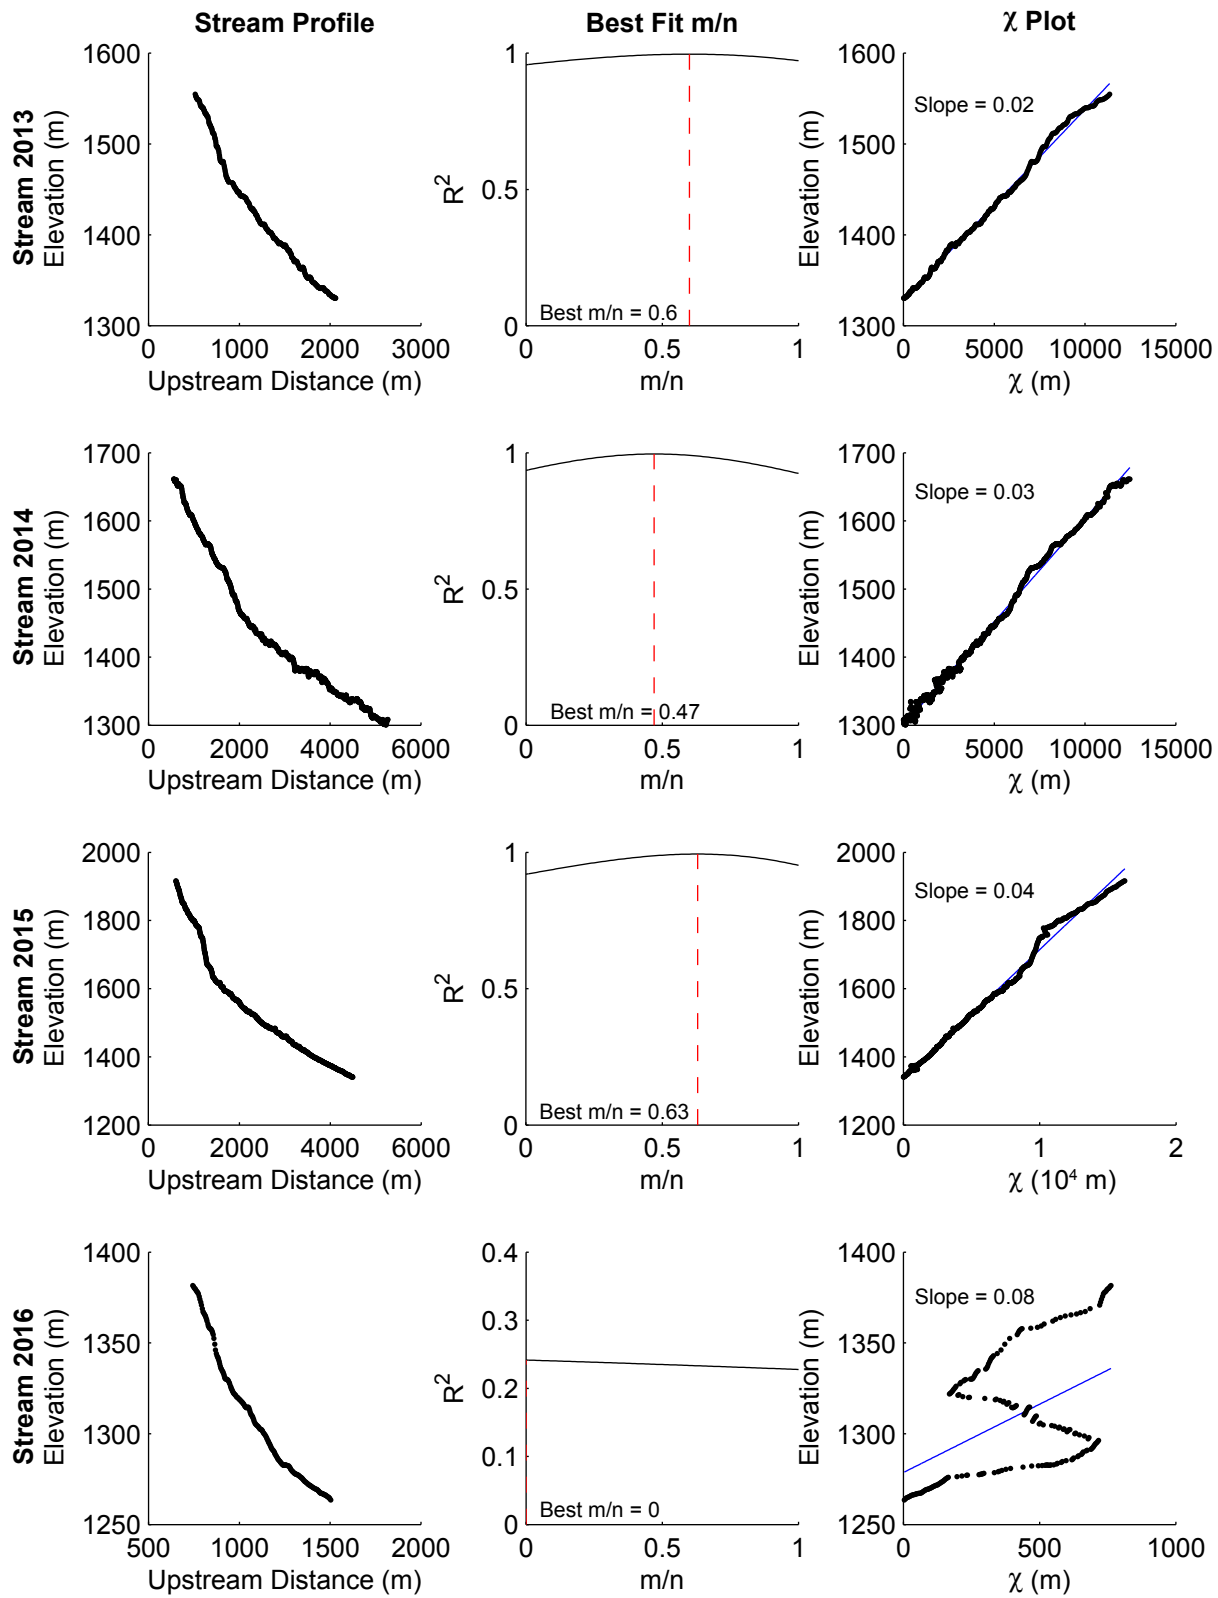 Stream Profile
Best Fit m/n
χ Plot
Stream 2013
Elevation (m)
1600
1500
1400
1300
0
1000
2000
3000
Upstream Distance (m)
R²
1
0.5
0
Best m/n = 0.6
0
0.5
1
m/n
Elevation (m)
1600
1500
1400
1300
Slope = 0.02
0
5000
10000
15000
χ (m)
Stream 2014
Elevation (m)
1700
1600
1500
1400
1300
0
2000
4000
6000
Upstream Distance (m)
R²
1
0.5
0
Best m/n = 0.47
0
0.5
1
m/n
Elevation (m)
1700
1600
1500
1400
1300
Slope = 0.03
0
5000
10000
15000
χ (m)
Stream 2015
Elevation (m)
2000
1800
1600
1400
1200
0
2000
4000
6000
Upstream Distance (m)
R²
1
0.5
0
Best m/n = 0.63
0
0.5
1
m/n
Elevation (m)
2000
1800
1600
1400
1200
Slope = 0.04
0
1
2
χ (10⁴ m)
Stream 2016
Elevation (m)
1400
1350
1300
1250
500
1000
1500
2000
Upstream Distance (m)
R²
0.4
0.3
0.2
0.1
0
Best m/n = 0
0
0.5
1
m/n
Elevation (m)
1400
1350
1300
1250
Slope = 0.08
0
500
1000
χ (m)